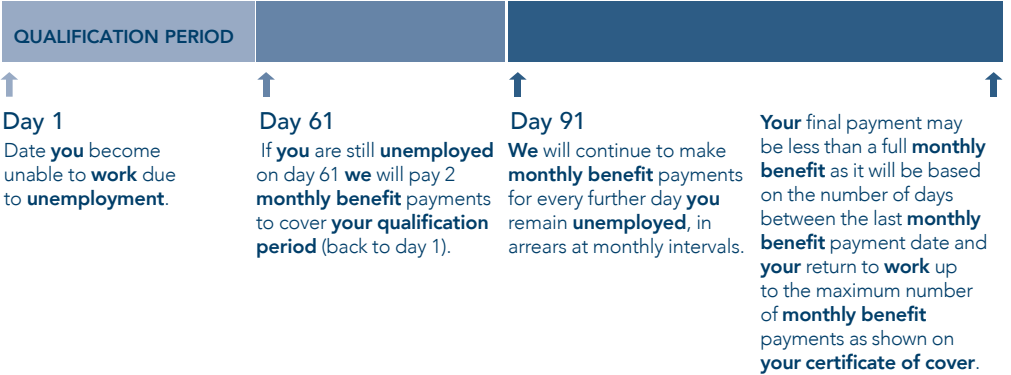 QUALIFICATION PERIOD
Day 1
Date you become
unable to work due
to unemployment.
Day 61
If you are still unemployed
on day 61 we will pay 2
monthly benefit payments
to cover your qualification
period (back to day 1).
Day 91
We will continue to make
monthly benefit payments
for every further day you
remain unemployed, in
arrears at monthly intervals.
Your final payment may
be less than a full monthly
benefit as it will be based
on the number of days
between the last monthly
benefit payment date and
your return to work up
to the maximum number
of monthly benefit
payments as shown on
your certificate of cover.